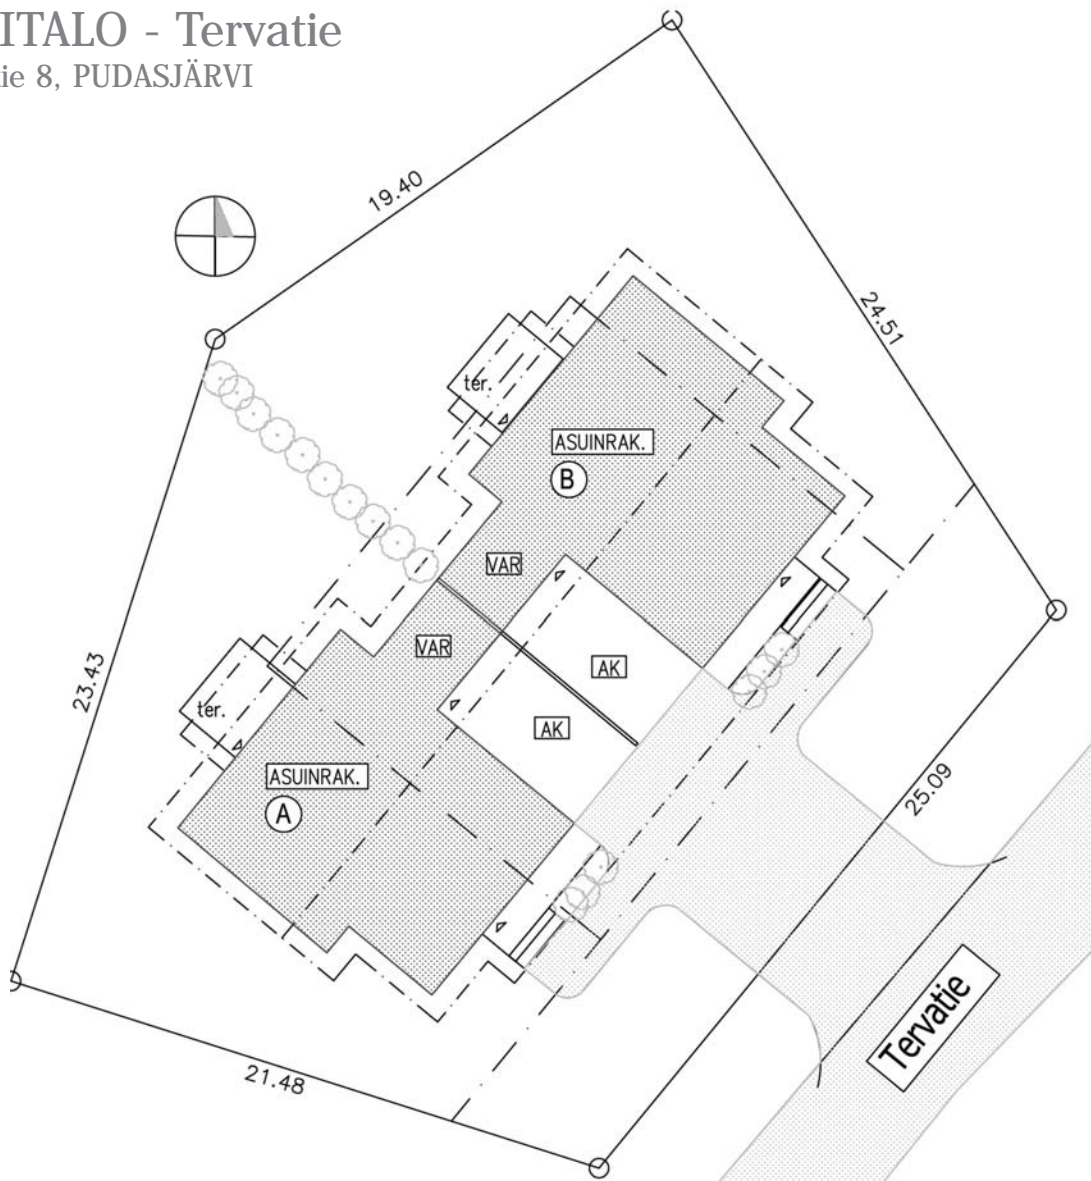 ITALO - Tervatie
ie 8, PUDASJÄRVI
19.40
24.51
ter.
ASUINRAK.
B
VAR
VAR
AK
23.43
ter.
AK
ASUINRAK.
A
25.09
Tervatie
21.48